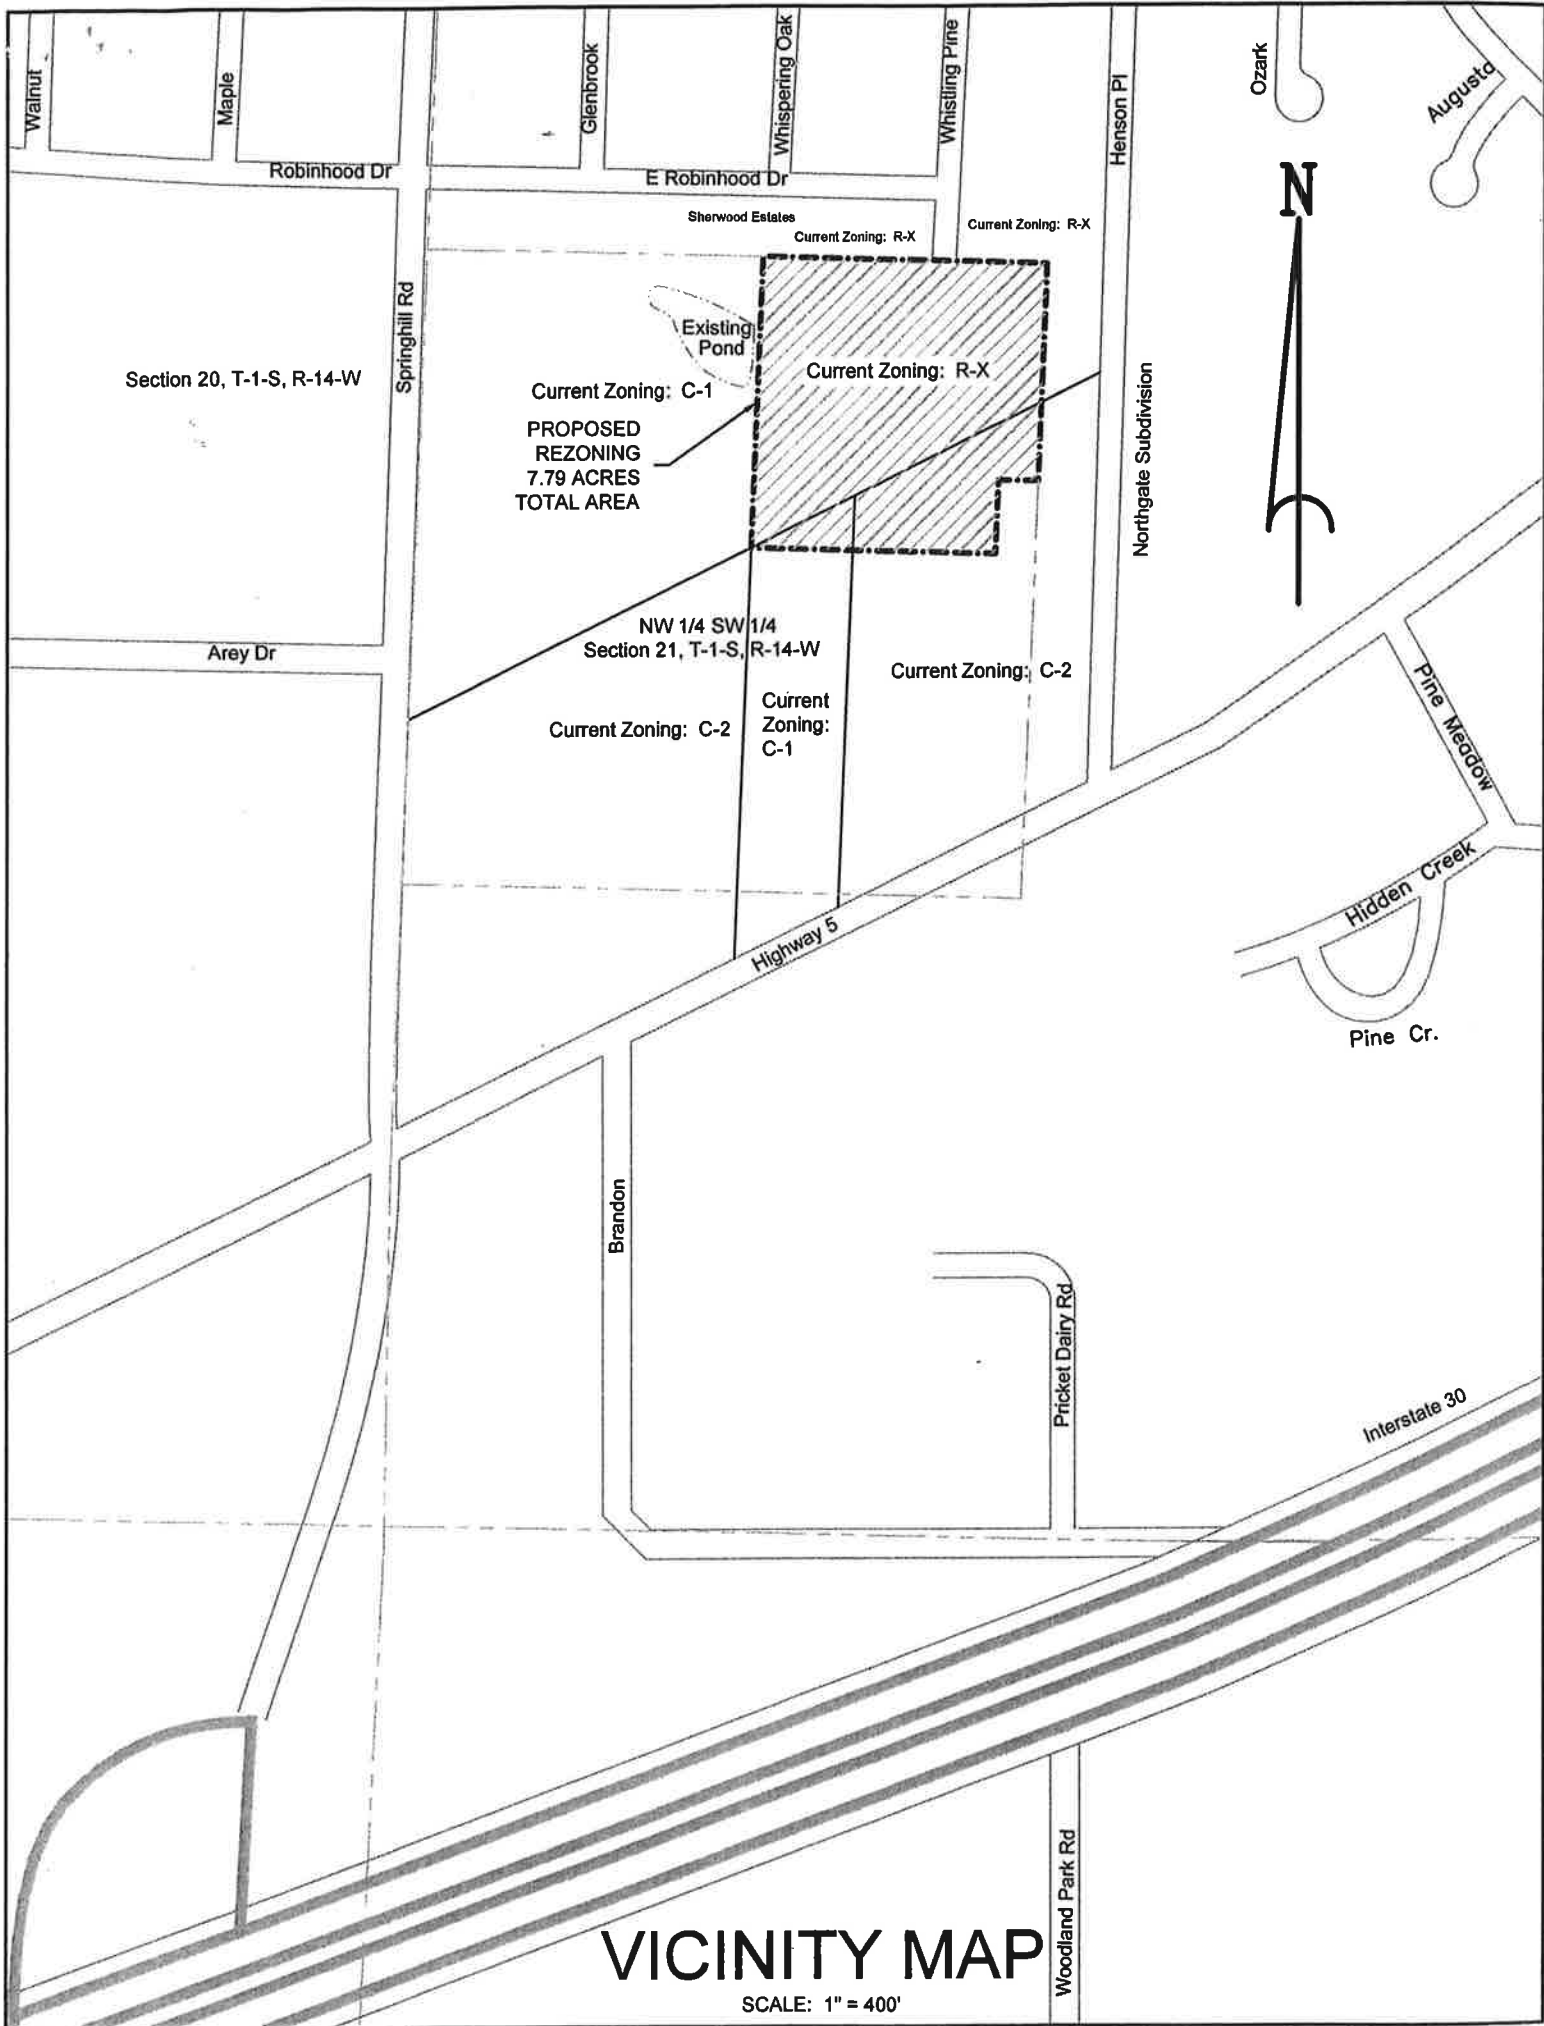 Walnut
Maple
Glenbrook
Whispering Oak
Whistling Pine
Henson Pl
Ozark
Augusta
Robinhood Dr
E Robinhood Dr
N
Sherwood Estates
Current Zoning: R-X
Current Zoning: R-X
Springhill Rd
Existing
Pond
Section 20, T-1-S, R-14-W
Current Zoning: R-X
Current Zoning: C-1
PROPOSED
REZONING
7.79 ACRES
TOTAL AREA
Northgate Subdivision
NW 1/4 SW 1/4
Section 21, T-1-S, R-14-W
Arey Dr
Current Zoning: C-2
Current Zoning: C-2
Current
Zoning:
C-1
Pine Meadow
Hidden Creek
Highway 5
Pine Cr.
Brandon
Pricket Dairy Rd
Interstate 30
Woodland Park Rd
VICINITY MAP
SCALE: 1" = 400'